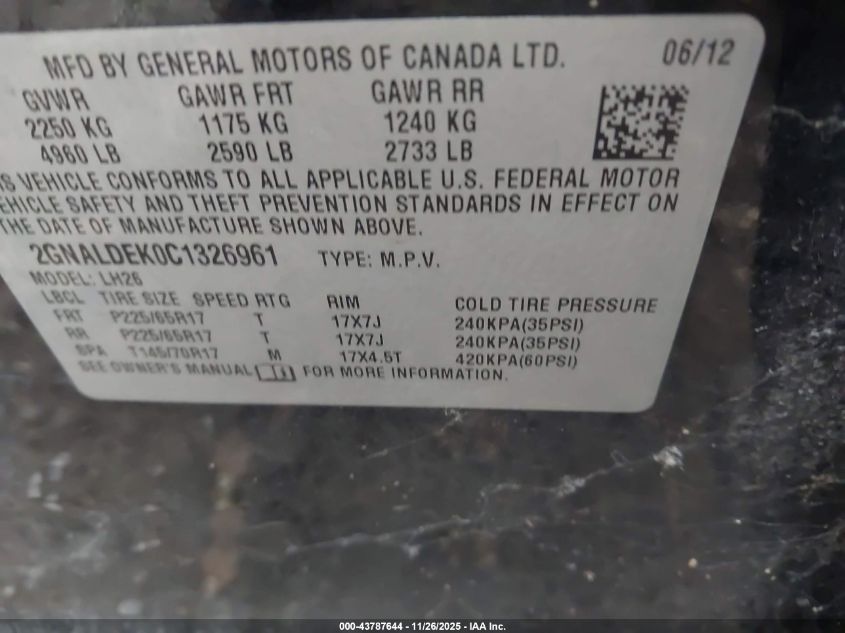 MFD BY GENERAL MOTORS OF CANADA LTD. 06/12
GVWR GAWR FRT GAWR RR
2250 KG 1175 KG 1240 KG
4960 LB 2590 LB 2733 LB
IS VEHICLE CONFORMS TO ALL APPLICABLE U.S. FEDERAL MOTOR
EHICLE SAFETY AND THEFT PREVENTION STANDARDS IN EFFECT ON
THE DATE OF MANUFACTURE SHOWN ABOVE.
2GNALDEK0C1326961 TYPE: M.P.V.
MODEL: LH26
LBCL TIRE SIZE SPEED RTG RIM COLD TIRE PRESSURE
FRT P225/65R17 T 17X7J 240KPA(35PSI)
RR P225/65R17 T 17X7J 240KPA(35PSI)
SPA T145/70R17 M 17X4.5T 420KPA(60PSI)
SEE OWNER'S MANUAL FOR MORE INFORMATION.
000-43787644 - 11/26/2025 - IAA Inc.